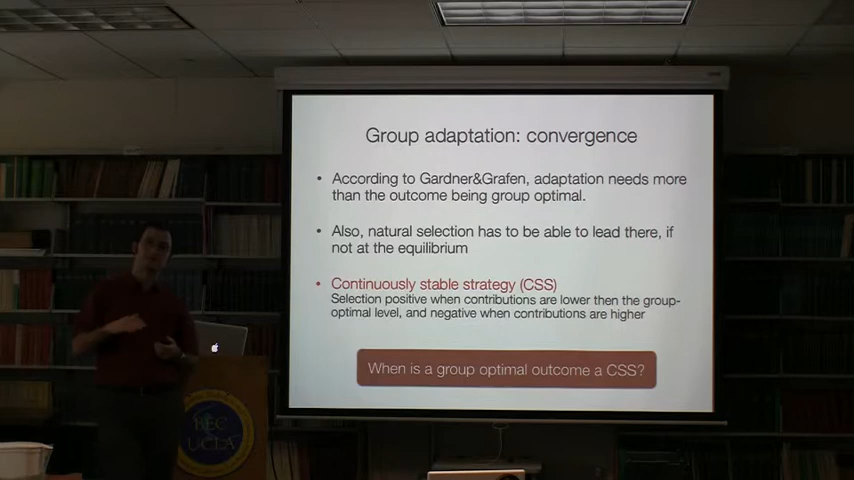 Group adaptation: convergence
• According to Gardner&Grafen, adaptation needs more
than the outcome being group optimal.
• Also, natural selection has to be able to lead there, if
not at the equilibrium
• Continuously stable strategy (CSS)
Selection positive when contributions are lower then the group-
optimal level, and negative when contributions are higher
When is a group optimal outcome a CSS?
UCLA